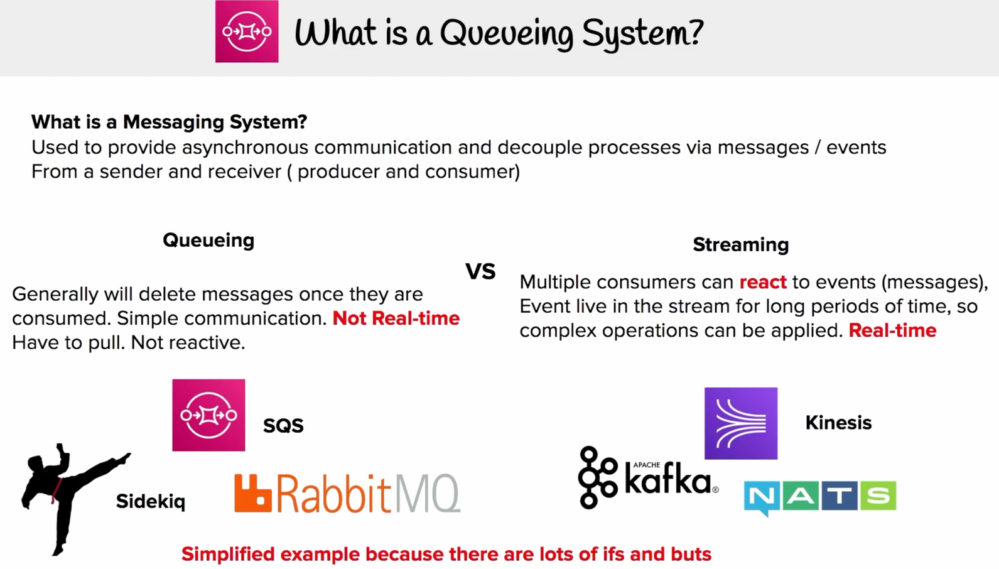 What is a Queueing System?
What is a Messaging System?
Used to provide asynchronous communication and decouple processes via messages / events
From a sender and receiver ( producer and consumer)
Queueing
Generally will delete messages once they are
consumed. Simple communication. Not Real-time
Have to pull. Not reactive.
VS
Streaming
Multiple consumers can react to events (messages),
Event live in the stream for long periods of time, so
complex operations can be applied. Real-time
SQS
Sidekiq
RabbitMQ
Kinesis
APACHE
kafka®
NATS
Simplified example because there are lots of ifs and buts